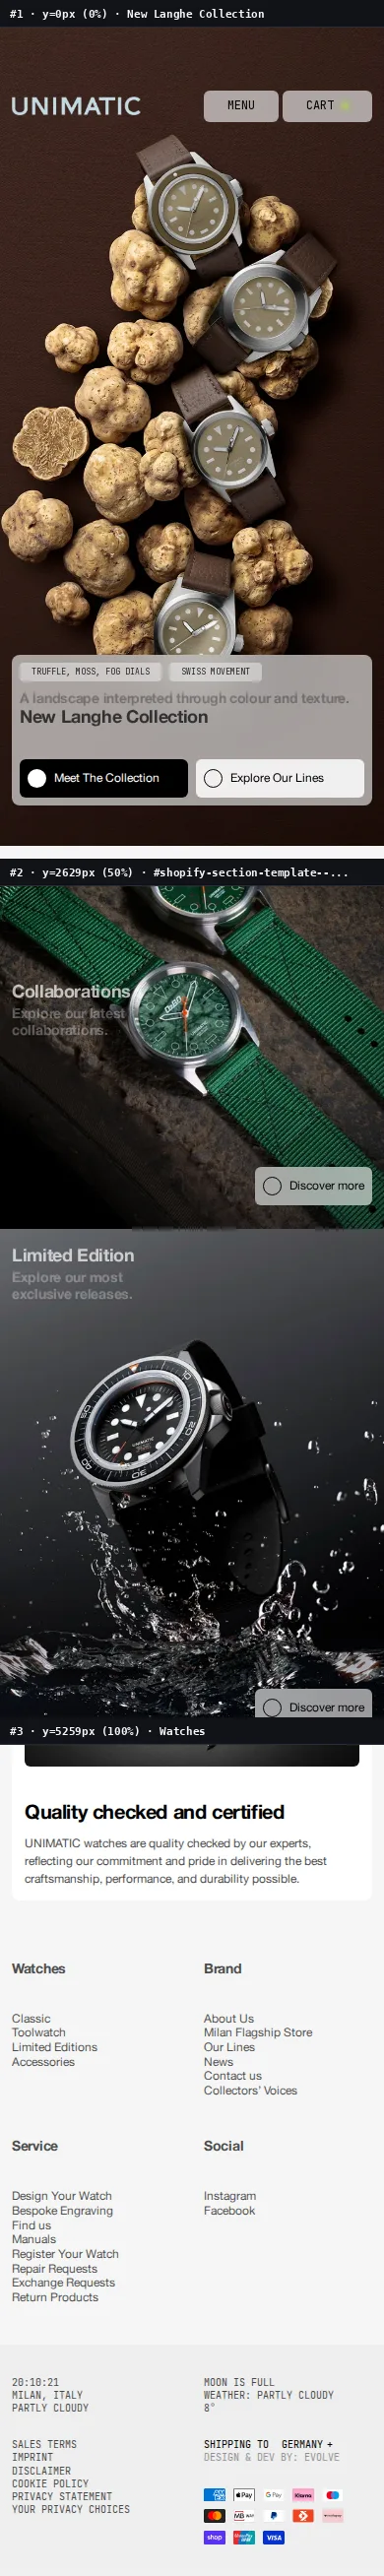 #1 · y=0px (0%) · New Langhe Collection
UNIMATIC
MENU
CART
TRUFFLE, MOSS, FOG DIALS
SWISS MOVEMENT
A landscape interpreted through colour and texture.
New Langhe Collection
Meet The Collection
Explore Our Lines
#2 · y=2629px (50%) · #shopify-section-template--...
Collaborations
Explore our latest
collaborations.
Discover more
Limited Edition
Explore our most
exclusive releases.
Discover more
#3 · y=5259px (100%) · Watches
Quality checked and certified
UNIMATIC watches are quality checked by our experts,
reflecting our commitment and pride in delivering the best
craftsmanship, performance, and durability possible.
Watches
Classic
Toolwatch
Limited Editions
Accessories
Brand
About Us
Milan Flagship Store
Our Lines
News
Contact us
Collectors' Voices
Service
Design Your Watch
Bespoke Engraving
Find us
Manuals
Register Your Watch
Repair Requests
Exchange Requests
Return Products
Social
Instagram
Facebook
20:10:21
MILAN, ITALY
PARTLY CLOUDY
MOON IS FULL
WEATHER: PARTLY CLOUDY
8°
SALES TERMS
IMPRINT
DISCLAIMER
COOKIE POLICY
PRIVACY STATEMENT
YOUR PRIVACY CHOICES
SHIPPING TO GERMANY +
DESIGN & DEV BY: EVOLVE
Pay
G Pay
Klarna
shop
VISA